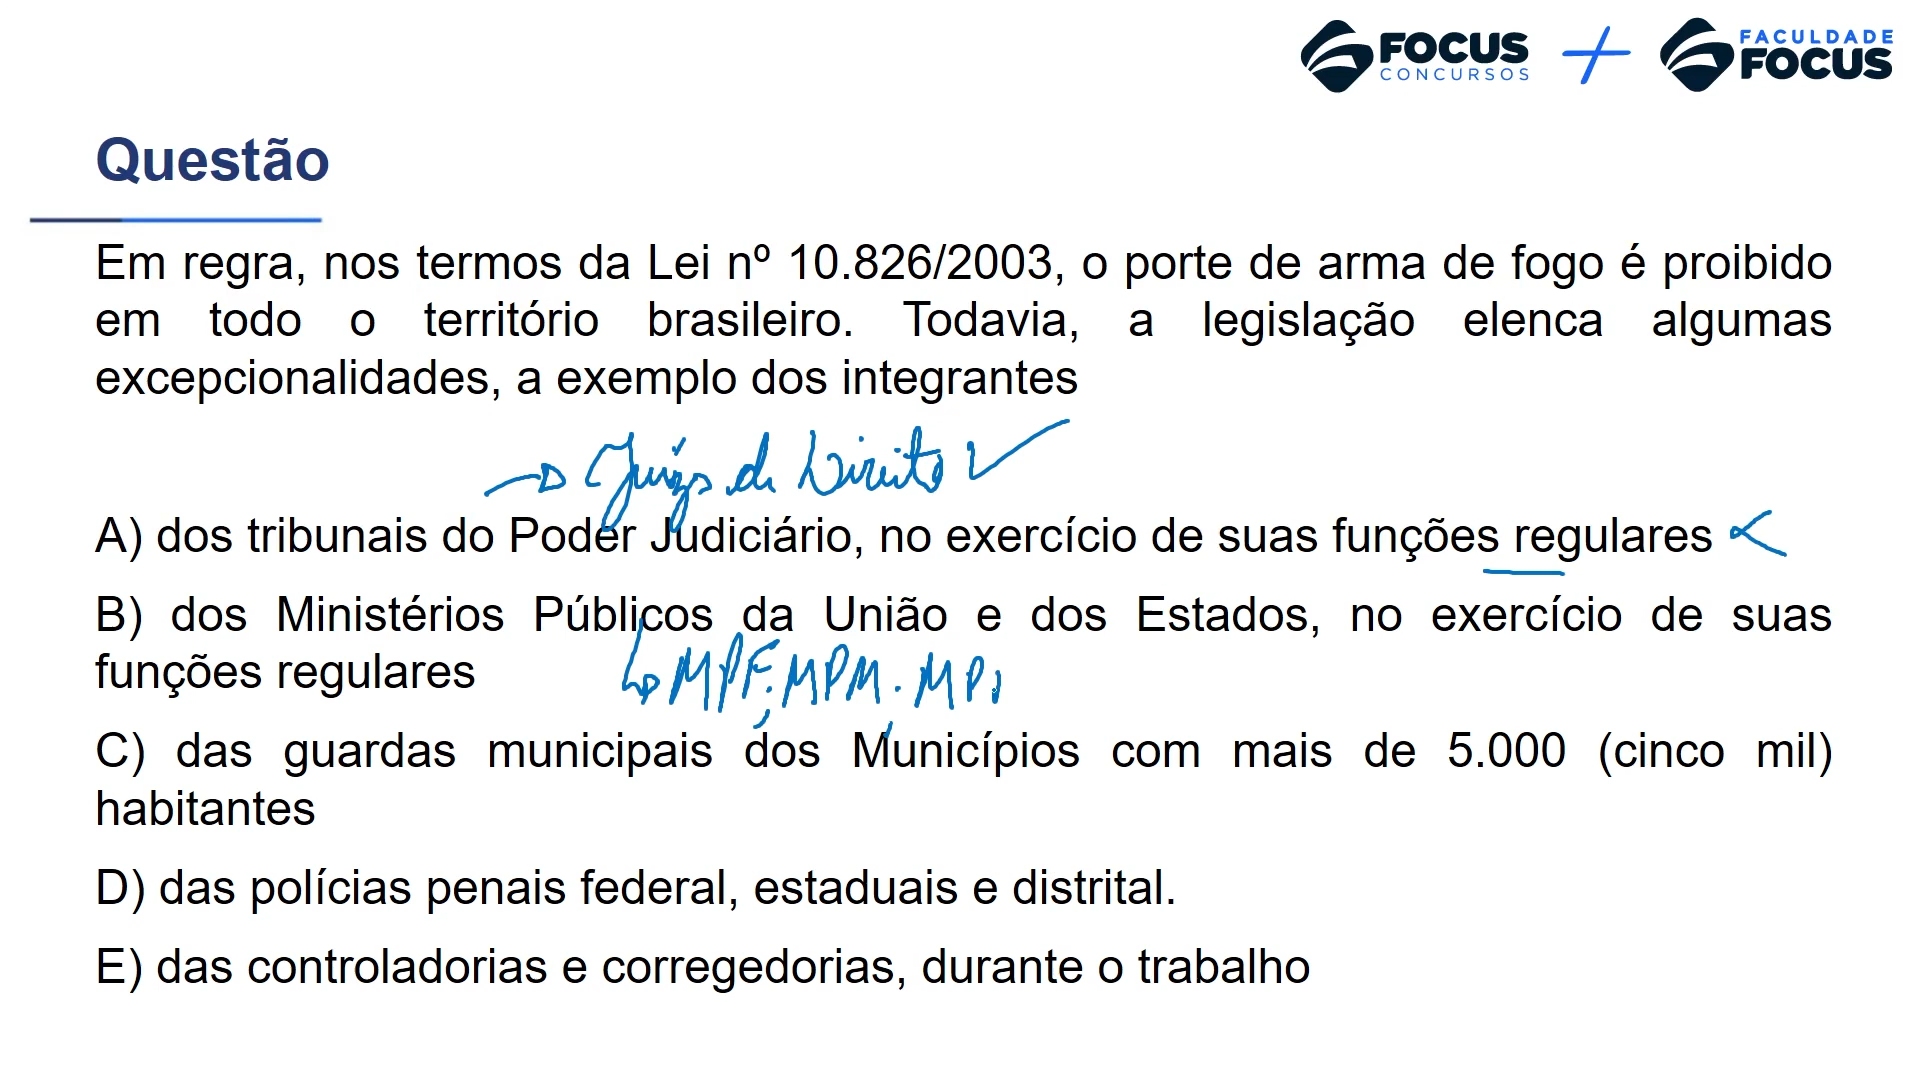 FOCUS
CONCURSOS
FACULDADE
FOCUS
Questão
Em regra, nos termos da Lei nº 10.826/2003, o porte de arma de fogo é proibido
em todo o território brasileiro. Todavia, a legislação elenca algumas
excepcionalidades, a exemplo dos integrantes
Juiz de Direito
A) dos tribunais do Poder Judiciário, no exercício de suas funções regulares
B) dos Ministérios Públicos da União e dos Estados, no exercício de suas
funções regulares
MPF, MPM, MP
C) das guardas municipais dos Municípios com mais de 5.000 (cinco mil)
habitantes
D) das polícias penais federal, estaduais e distrital.
E) das controladorias e corregedorias, durante o trabalho